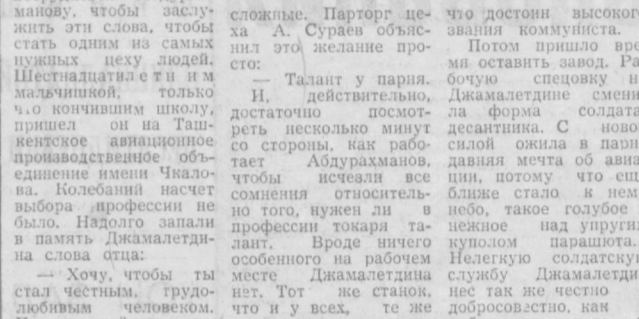 манову, чтобы заслу-
жить эти слова, чтобы
стать одним из самых
нужных цеху людей.
Шестнадцатилетним
мальчишкой, только
что кончившим школу,
пришел он на Таш-
кентское авиационное
производственное объ-
единение имени Чкало-
ва. Колебаний насчет
выбора профессии не
было. Надолго запали
в память Джамалетди-
на слова отца:
— Хочу, чтобы ты
стал честным, трудо-
любивым человеком.
сложные. Парторг це-
ха А. Сураев объяс-
нил это желание про-
сто:
— Талант у парня.
И, действительно,
достаточно посмот-
реть несколько минут
со стороны, как рабо-
тает Абдурахманов,
чтобы исчезли все
сомнения относитель-
но того, нужен ли в
профессии токаря та-
лант. Вроде ничего
особенного на рабочем
месте Джамалетдина
нет. Тот же станок,
что и у всех, те же
что достоин высоког
звания коммуниста.
Потом пришло вре
мя оставить завод. Ра
бочую спецовку н
Джамалетдине смени
ла форма солдат
десантника. С ново
силой ожила в парн
давняя мечта об авиа
ции, потому что ещ
ближе стало к нем
небо, такое голубое
нежное над упруги
куполом парашюта.
Нелегкую солдатску
службу Джамалетди
нес так же честно
добросовестно, как